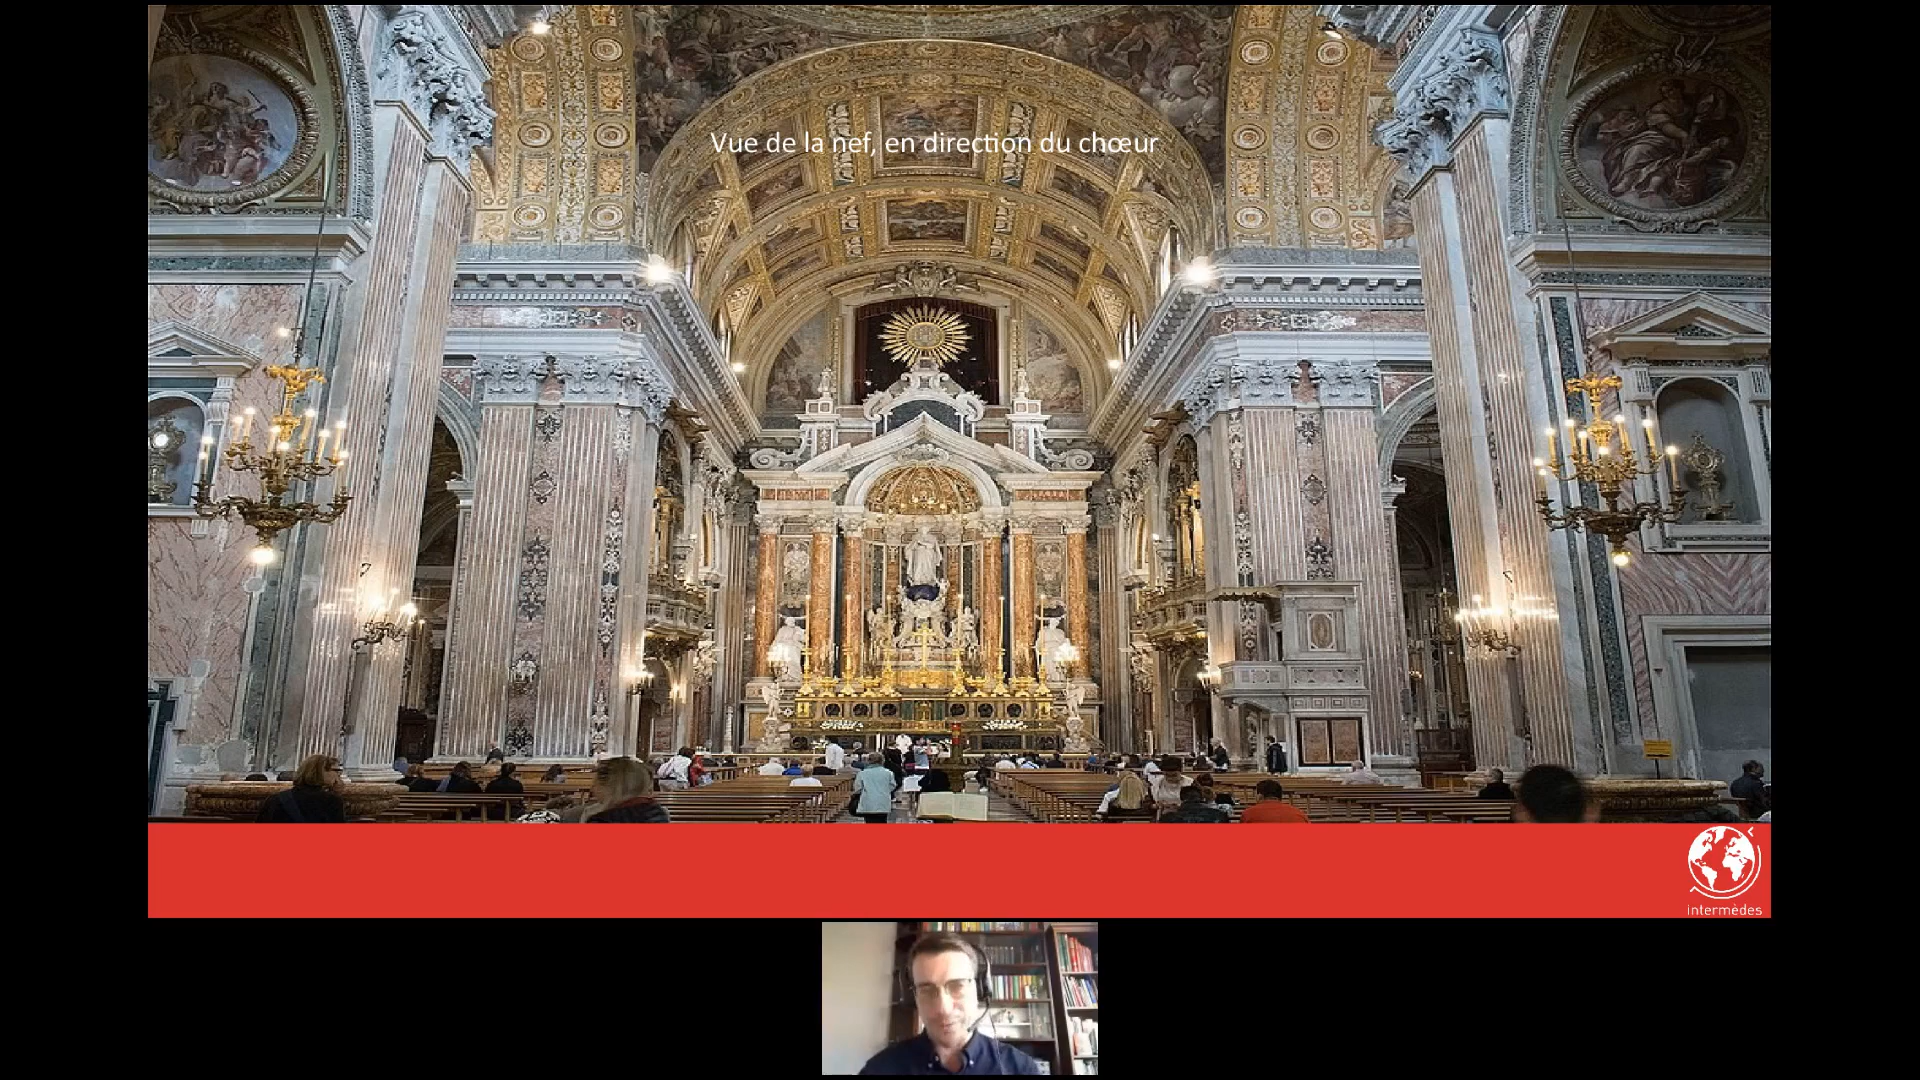 Vue de la nef, en direction du chœur
intermèdes